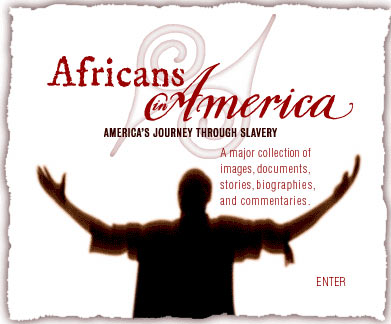 Africans
in America
AMERICA'S JOURNEY THROUGH SLAVERY
A major collection of
images, documents,
stories, biographies,
and commentaries.
ENTER